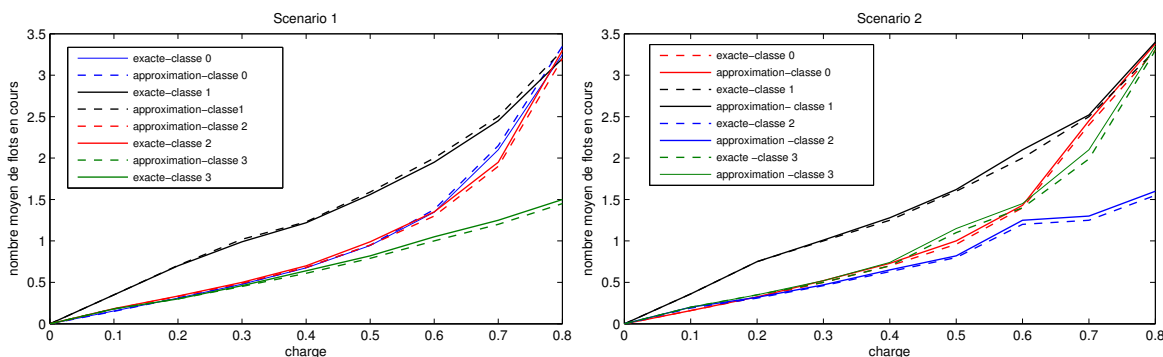 Scenario 1
3.5
3
2.5
2
1.5
1
0.5
0
nombre moyen de flots en cours
exacte-classe 0
approximation-classe 0
exacte-classe 1
approximation-classe1
approximation-classe 2
exacte-classe 2
approximation-classe 3
exacte-classe 3
0 0.1 0.2 0.3 0.4 0.5 0.6 0.7 0.8
charge
Scenario 2
3.5
3
2.5
2
1.5
1
0.5
0
nombre moyen de flots en cours
exacte-classe 0
approximation-classe 0
exacte-classe 1
approximation- classe 1
exacte-classe 2
approximation -classe 2
exacte -classe 3
approximation -classe 3
0 0.1 0.2 0.3 0.4 0.5 0.6 0.7 0.8
charge